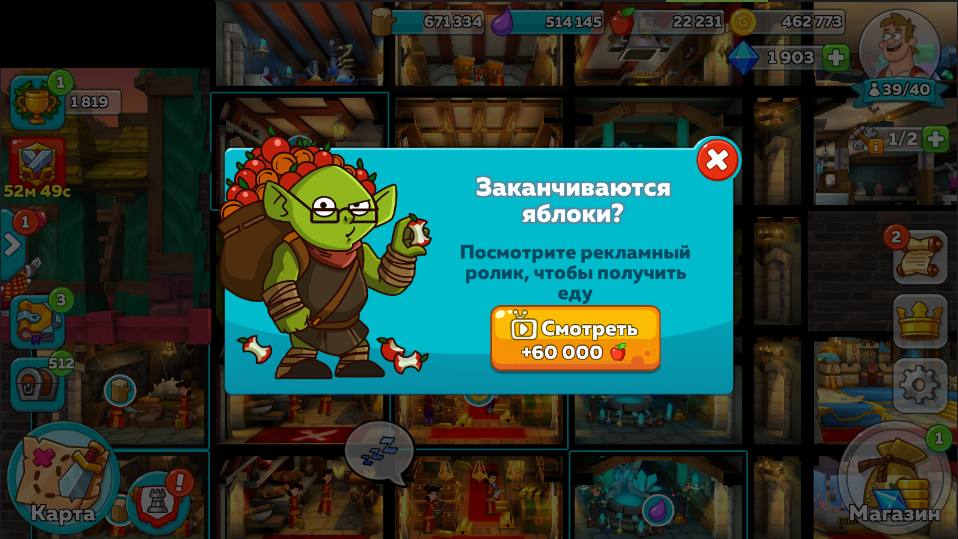 671 334
514 145
22 231
462 773
1 903
39/40
1
1 819
1/2
52м 49с
1
Заканчиваются
яблоки?
Посмотрите рекламный
ролик, чтобы получить
еду
Смотреть
+60 000
2
3
512
1
Карта
!
Магазин